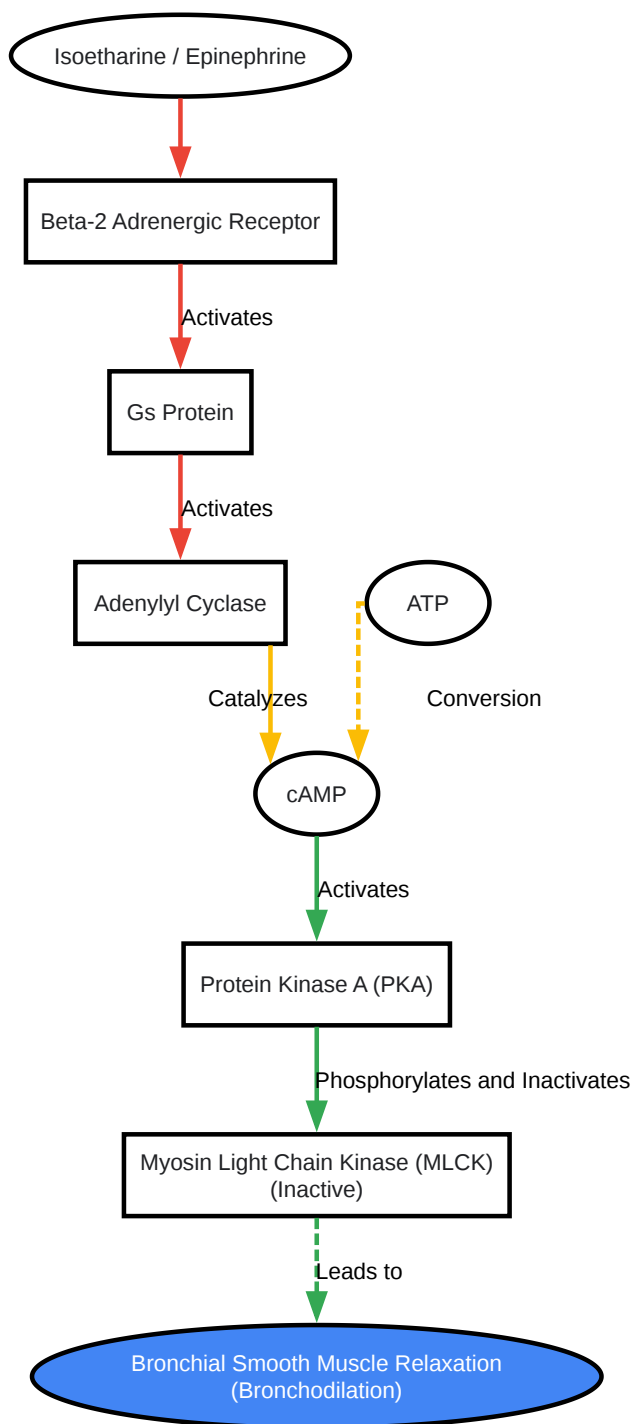 Isoetharine / Epinephrine
Beta-2 Adrenergic Receptor
Activates
Gs Protein
Activates
Adenylyl Cyclase
ATP
Catalyzes
Conversion
cAMP
Activates
Protein Kinase A (PKA)
Phosphorylates and Inactivates
Myosin Light Chain Kinase (MLCK)
(Inactive)
Leads to
Bronchial Smooth Muscle Relaxation
(Bronchodilation)